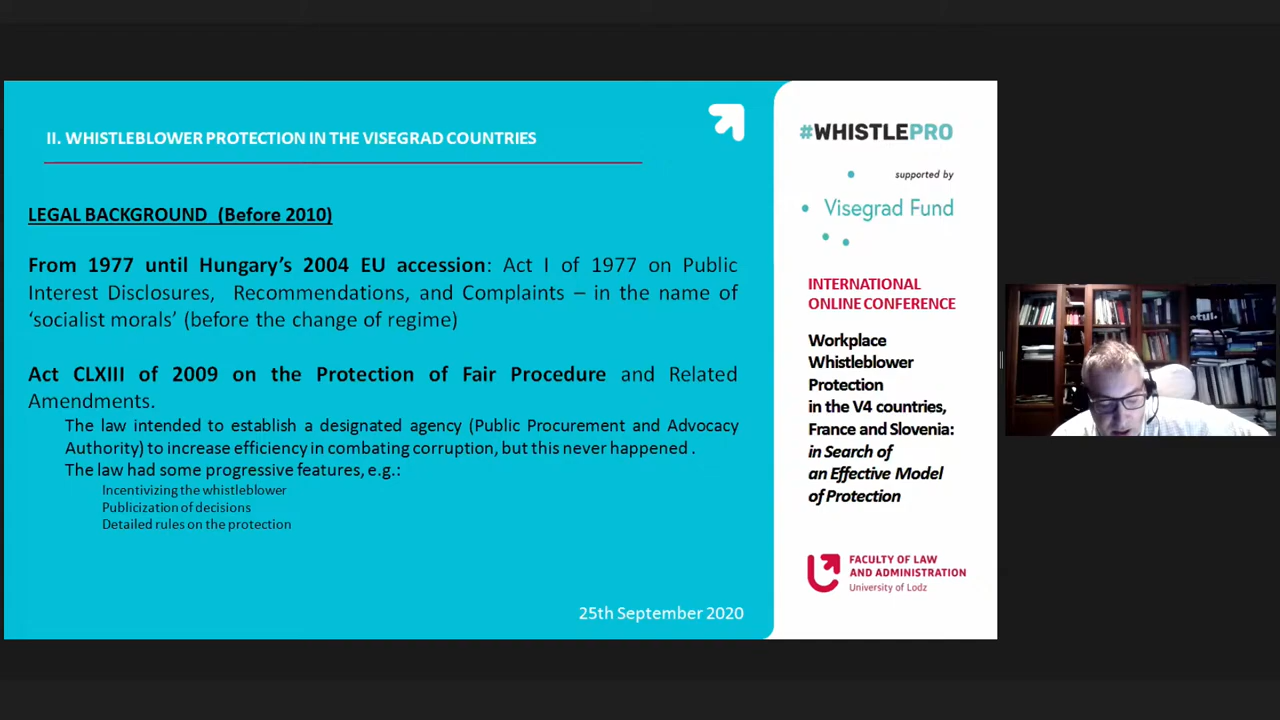 II. WHISTLEBLOWER PROTECTION IN THE VISEGRAD COUNTRIES
LEGAL BACKGROUND (Before 2010)
From 1977 until Hungary's 2004 EU accession: Act I of 1977 on Public
Interest Disclosures, Recommendations, and Complaints – in the name of
'socialist morals' (before the change of regime)
Act CLXIII of 2009 on the Protection of Fair Procedure and Related
Amendments.
The law intended to establish a designated agency (Public Procurement and Advocacy
Authority) to increase efficiency in combating corruption, but this never happened .
The law had some progressive features, e.g.:
Incentivizing the whistleblower
Publicization of decisions
Detailed rules on the protection
25th September 2020
#WHISTLEPRO
supported by
Visegrad Fund
INTERNATIONAL
ONLINE CONFERENCE
Workplace
Whistleblower
Protection
in the V4 countries,
France and Slovenia:
in Search of
an Effective Model
of Protection
FACULTY OF LAW
AND ADMINISTRATION
University of Lodz